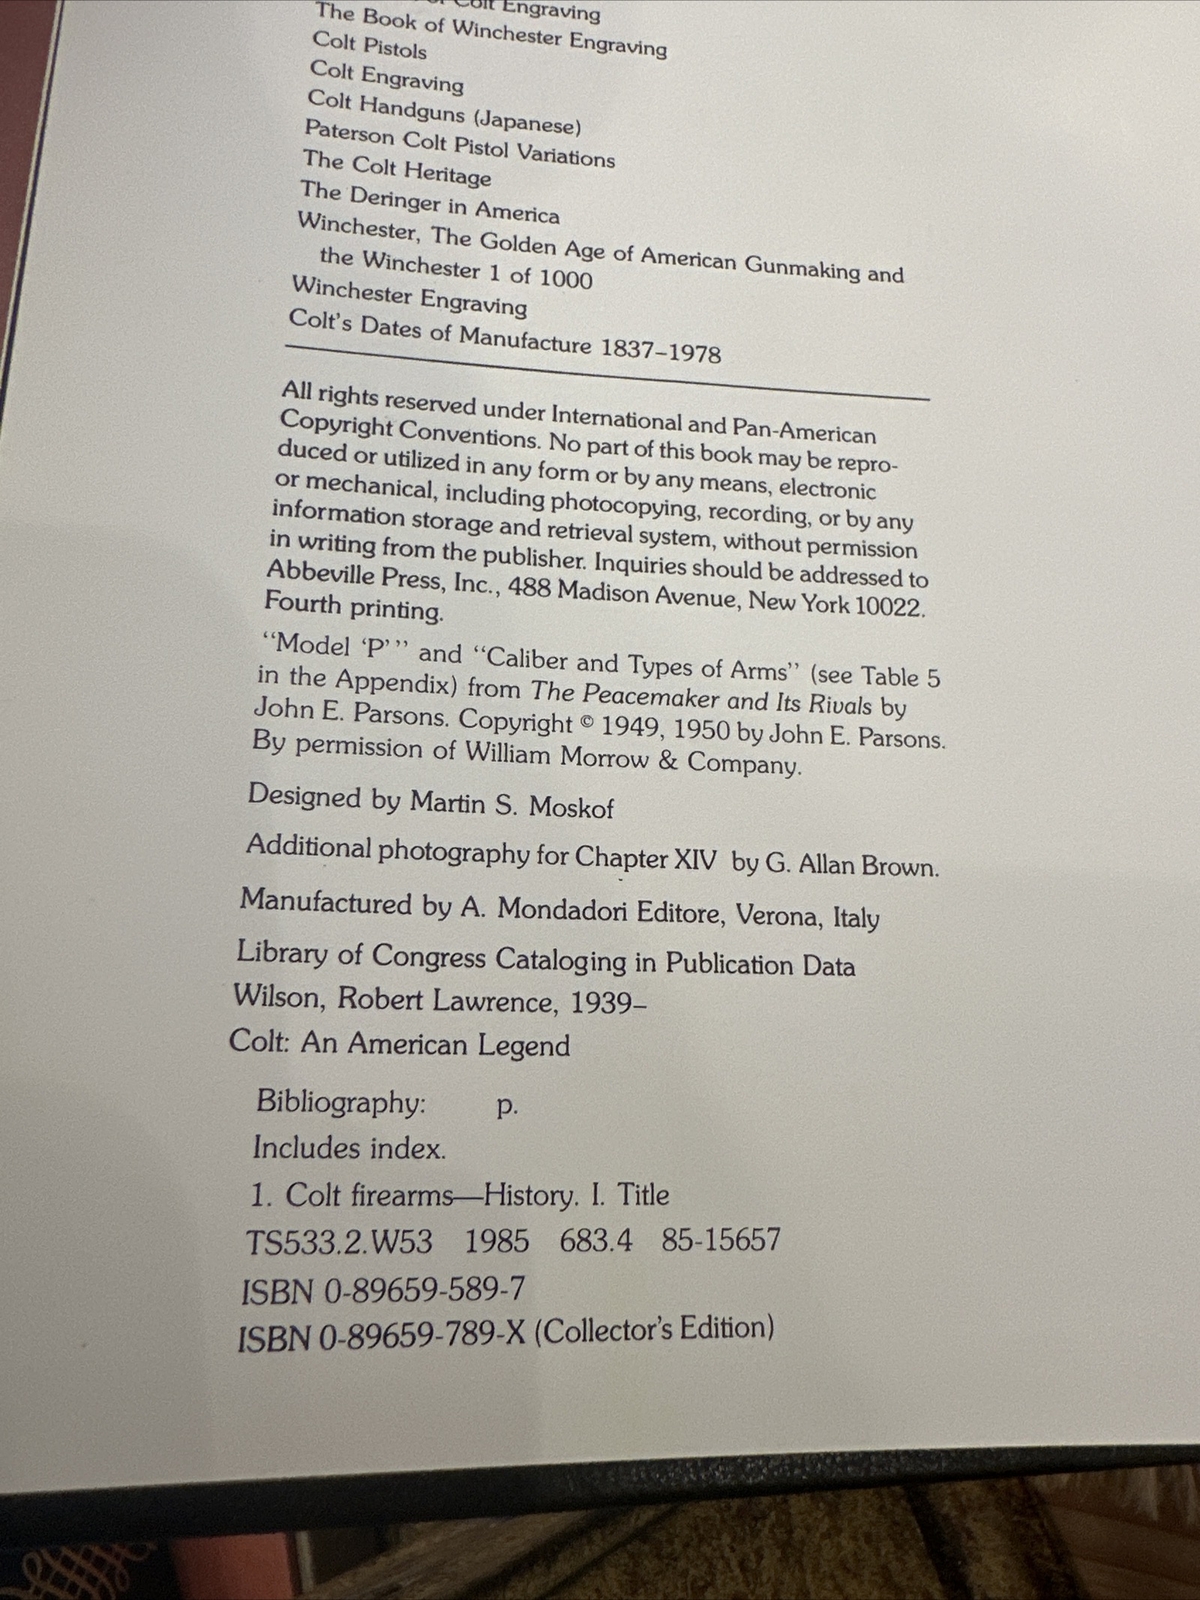 Colt Engraving
The Book of Winchester Engraving
Colt Pistols
Colt Engraving
Colt Handguns (Japanese)
Paterson Colt Pistol Variations
The Colt Heritage
The Deringer in America
Winchester, The Golden Age of American Gunmaking and
the Winchester 1 of 1000
Winchester Engraving
Colt's Dates of Manufacture 1837–1978
All rights reserved under International and Pan-American
Copyright Conventions. No part of this book may be repro-
duced or utilized in any form or by any means, electronic
or mechanical, including photocopying, recording, or by any
information storage and retrieval system, without permission
in writing from the publisher. Inquiries should be addressed to
Abbeville Press, Inc., 488 Madison Avenue, New York 10022.
Fourth printing.
“Model ‘P’” and “Caliber and Types of Arms” (see Table 5
in the Appendix) from The Peacemaker and Its Rivals by
John E. Parsons. Copyright © 1949, 1950 by John E. Parsons.
By permission of William Morrow & Company.
Designed by Martin S. Moskof
Additional photography for Chapter XIV by G. Allan Brown.
Manufactured by A. Mondadori Editore, Verona, Italy
Library of Congress Cataloging in Publication Data
Wilson, Robert Lawrence, 1939–
Colt: An American Legend
Bibliography: p.
Includes index.
1. Colt firearms—History. I. Title
TS533.2.W53 1985 683.4 85-15657
ISBN 0-89659-589-7
ISBN 0-89659-789-X (Collector's Edition)